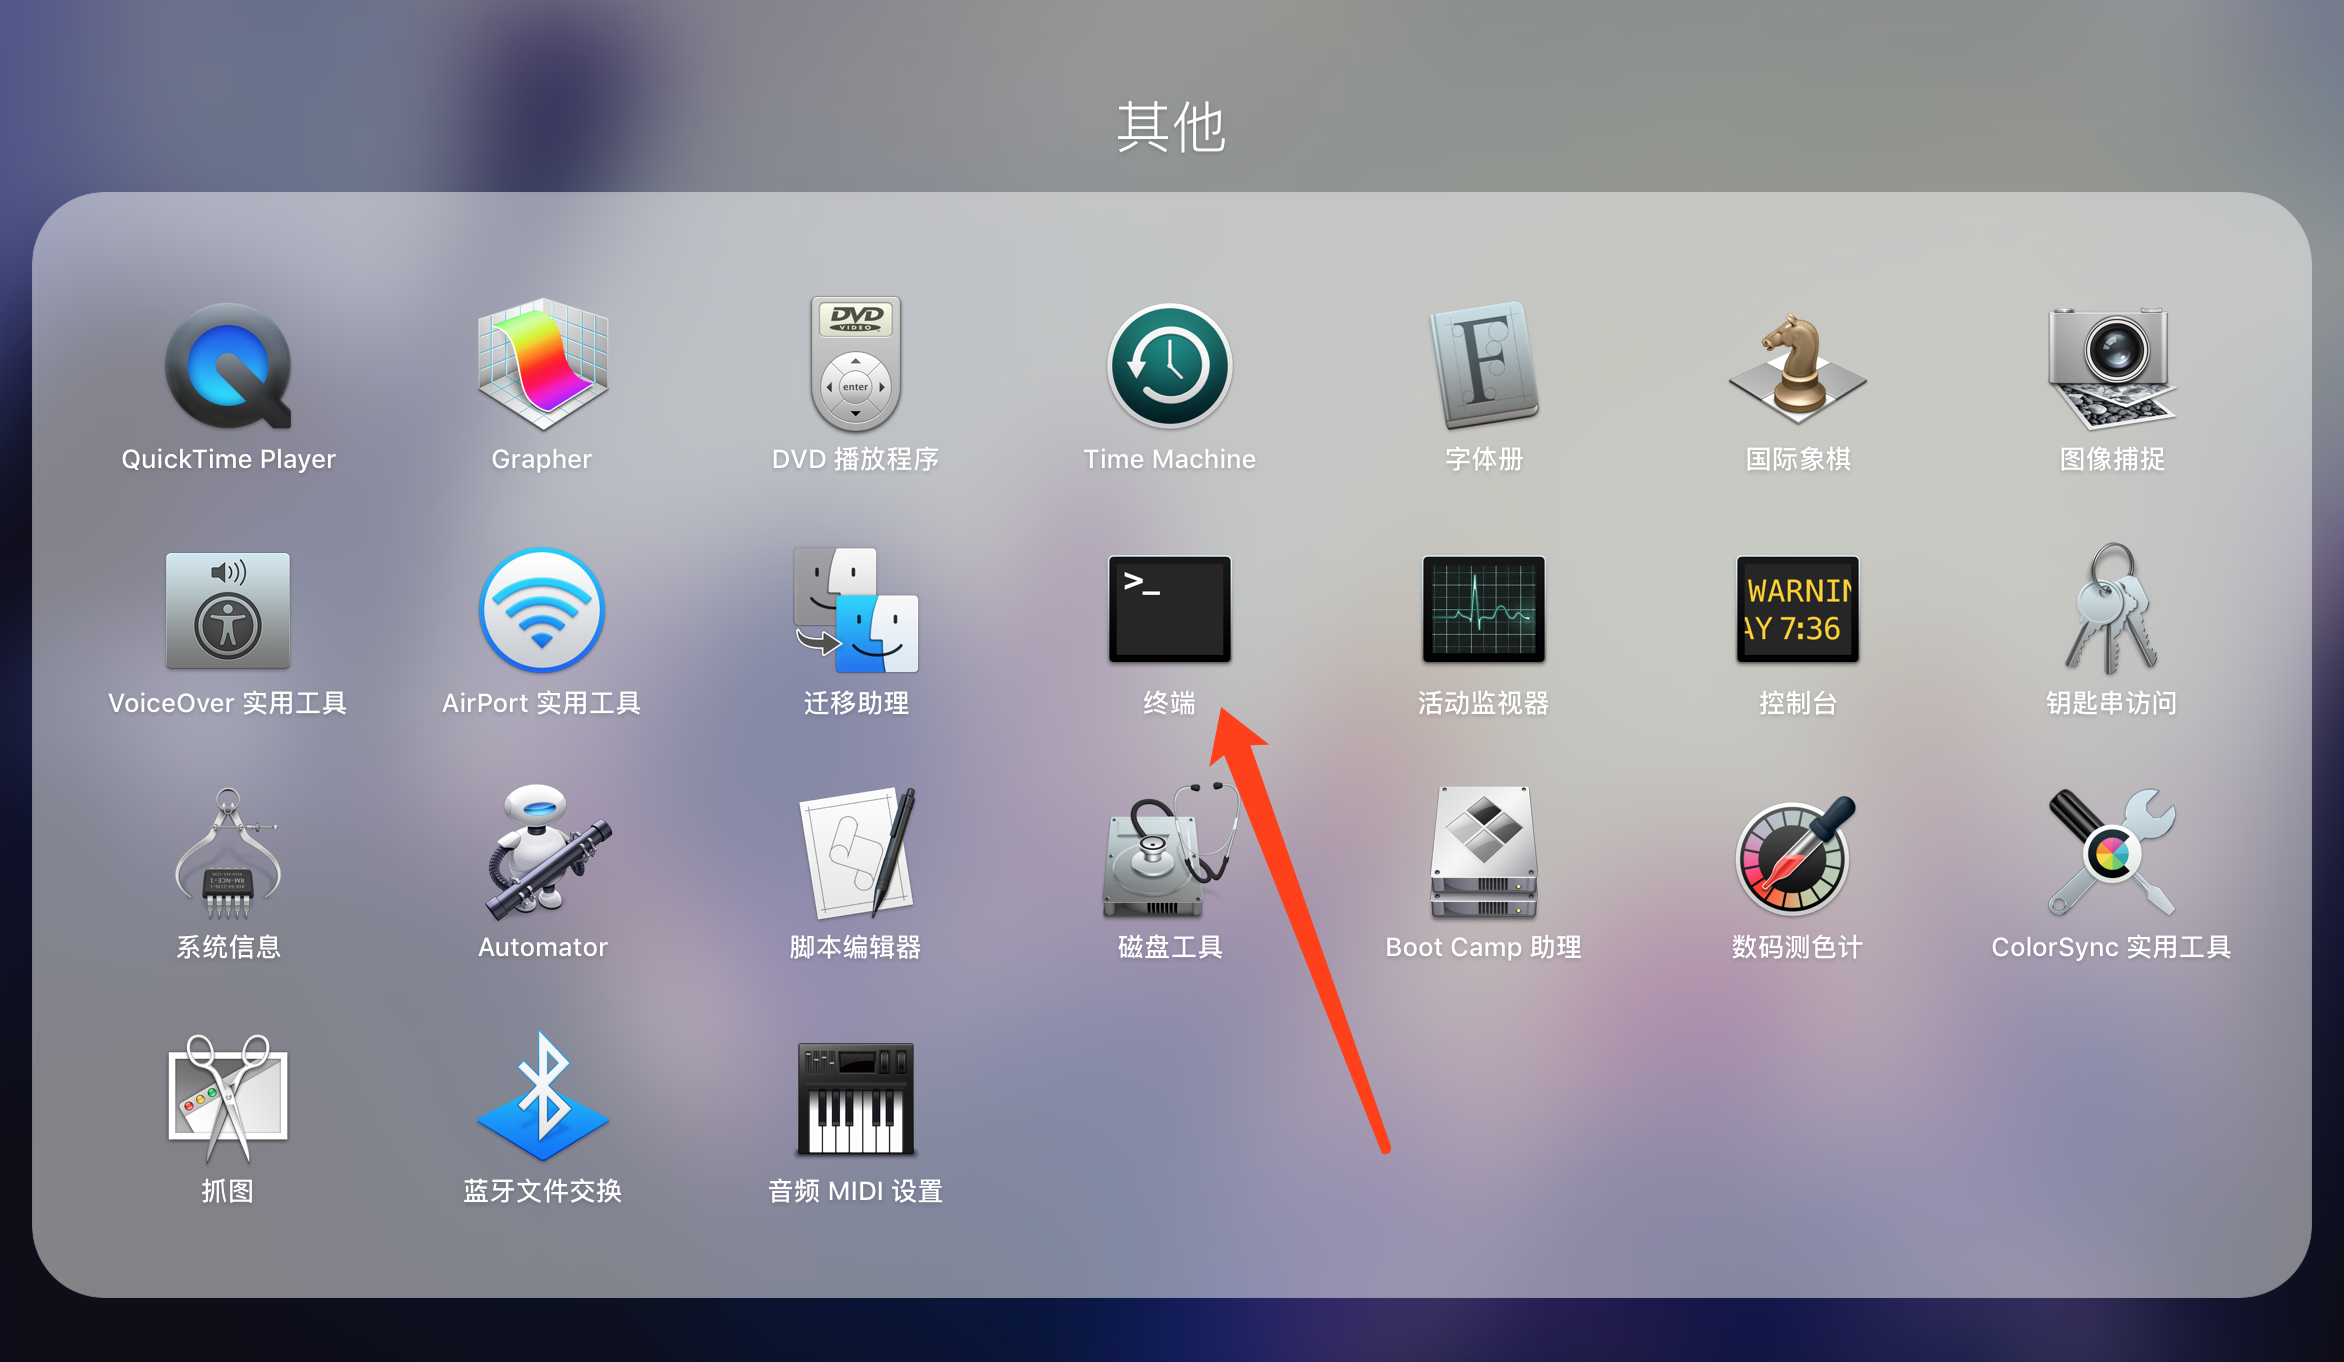 其他
DVD
VIDEO
enter
F
QuickTime Player
Grapher
DVD 播放程序
Time Machine
字体册
国际象棋
图像捕捉
>_
WARNIN
AY 7:36
VoiceOver 实用工具
AirPort 实用工具
迁移助理
终端
活动监视器
控制台
钥匙串访问
系统信息
Automator
脚本编辑器
磁盘工具
Boot Camp 助理
数码测色计
ColorSync 实用工具
抓图
蓝牙文件交换
音频 MIDI 设置